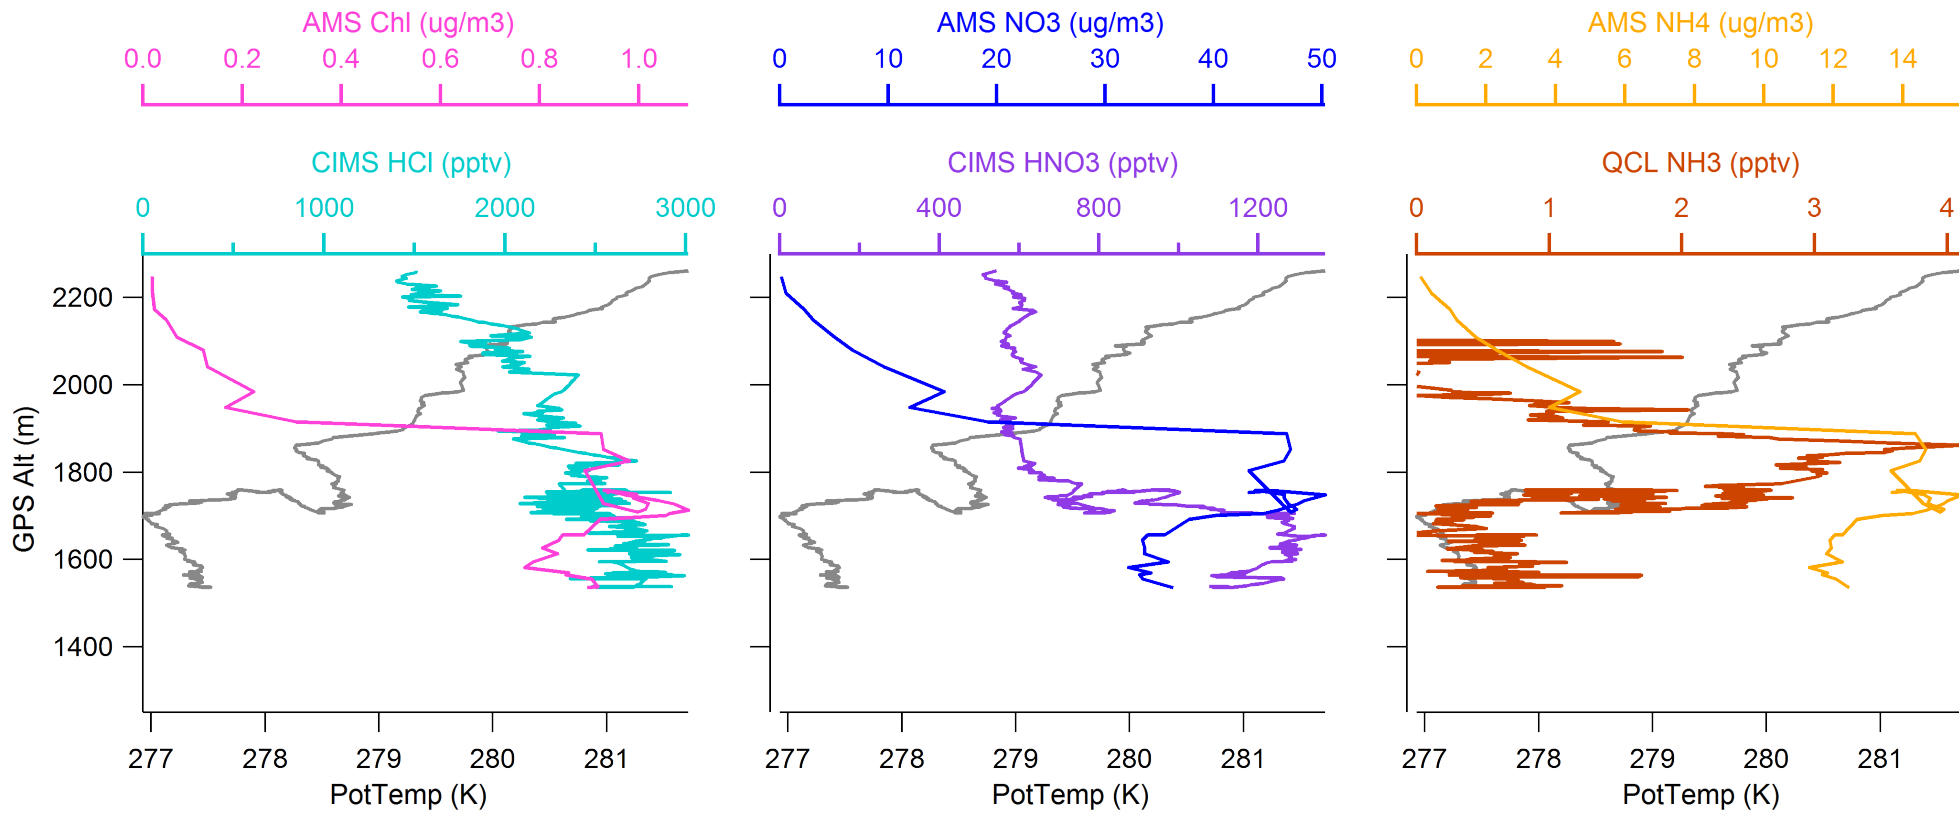 AMS Chl (ug/m3) AMS NO3 (ug/m3) AMS NH4 (ug/m3)
0.0 0.2 0.4 0.6 0.8 1.0 0 10 20 30 40 50 0 2 4 6 8 10 12 14
CIMS HCl (pptv) CIMS HNO3 (pptv) QCL NH3 (pptv)
0 1000 2000 3000 0 400 800 1200 0 1 2 3 4
2200
2000
1800
1600
1400
GPS Alt (m)
277 278 279 280 281 277 278 279 280 281 277 278 279 280 281
PotTemp (K) PotTemp (K) PotTemp (K)